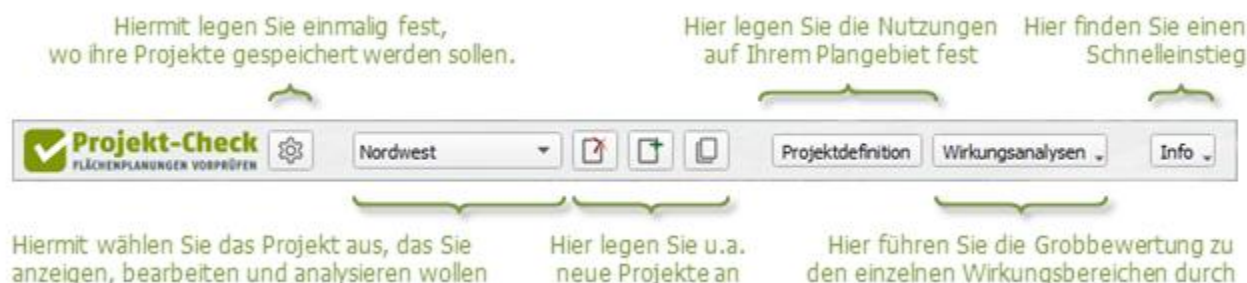 Hiermit legen Sie einmalig fest,
wo ihre Projekte gespeichert werden sollen.
Hier legen Sie die Nutzungen
auf Ihrem Plangebiet fest
Hier finden Sie einen
Schnelleinstieg
Projekt-Check
FLÄCHENPLANUNGEN VORPRÜFEN
Nordwest
Projektdefinition
Wirkungsanalysen
Info
Hiermit wählen Sie das Projekt aus, das Sie
anzeigen, bearbeiten und analysieren wollen
Hier legen Sie u.a.
neue Projekte an
Hier führen Sie die Grobbewertung zu
den einzelnen Wirkungsbereichen durch